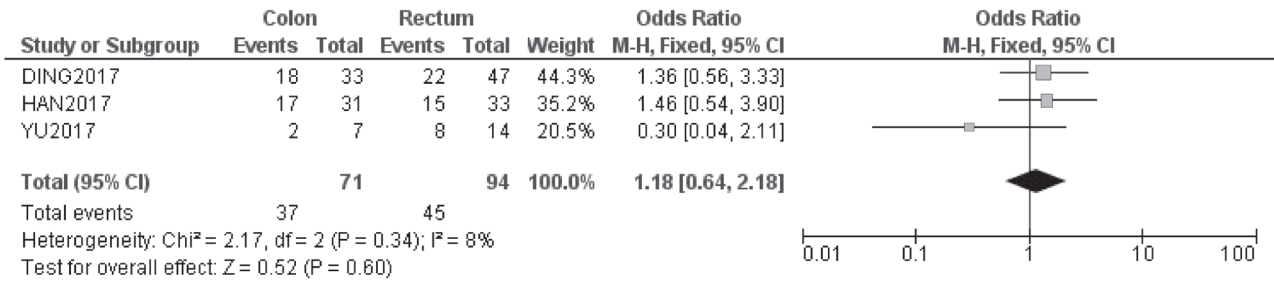 Colon Rectum Odds Ratio Odds Ratio
Study or Subgroup Events Total Events Total Weight M-H, Fixed, 95% CI M-H, Fixed, 95% CI
DING2017 18 33 22 47 44.3% 1.36 [0.56, 3.33]
HAN2017 17 31 15 33 35.2% 1.46 [0.54, 3.90]
YU2017 2 7 8 14 20.5% 0.30 [0.04, 2.11]
Total (95% CI) 71 94 100.0% 1.18 [0.64, 2.18]
Total events 37 45
Heterogeneity: Chi² = 2.17, df = 2 (P = 0.34); I² = 8%
Test for overall effect: Z = 0.52 (P = 0.60)
0.01 0.1 1 10 100